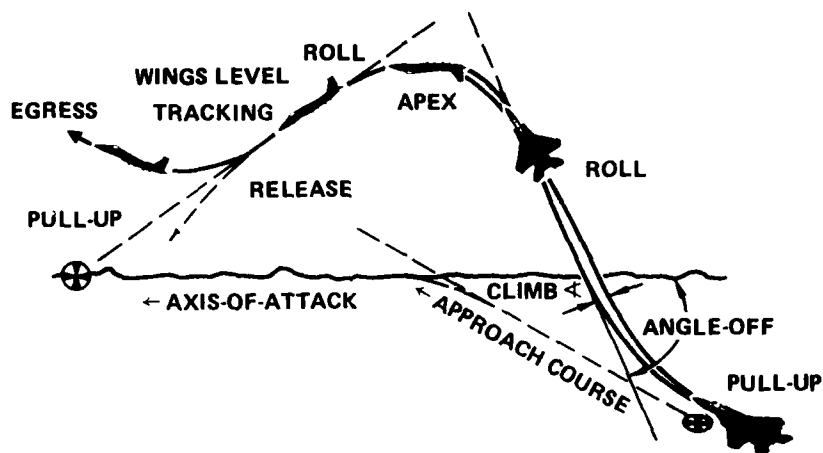 ROLL
WINGS LEVEL
TRACKING
APEX
EGRESS
ROLL
RELEASE
PULL-UP
CLIMB ∢
← AXIS-OF-ATTACK
← APPROACH COURSE
ANGLE-OFF
PULL-UP